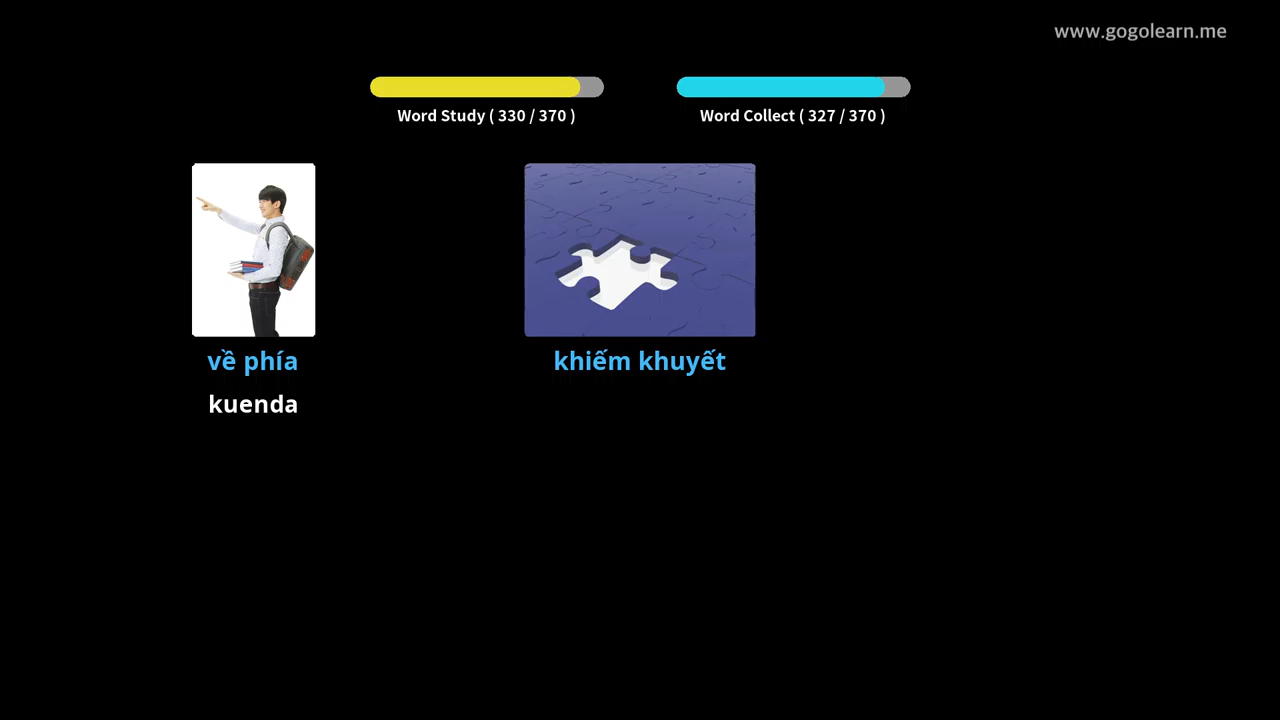 www.gogolearn.me
Word Study ( 330 / 370 )
Word Collect ( 327 / 370 )
về phía
khiếm khuyết
kuenda